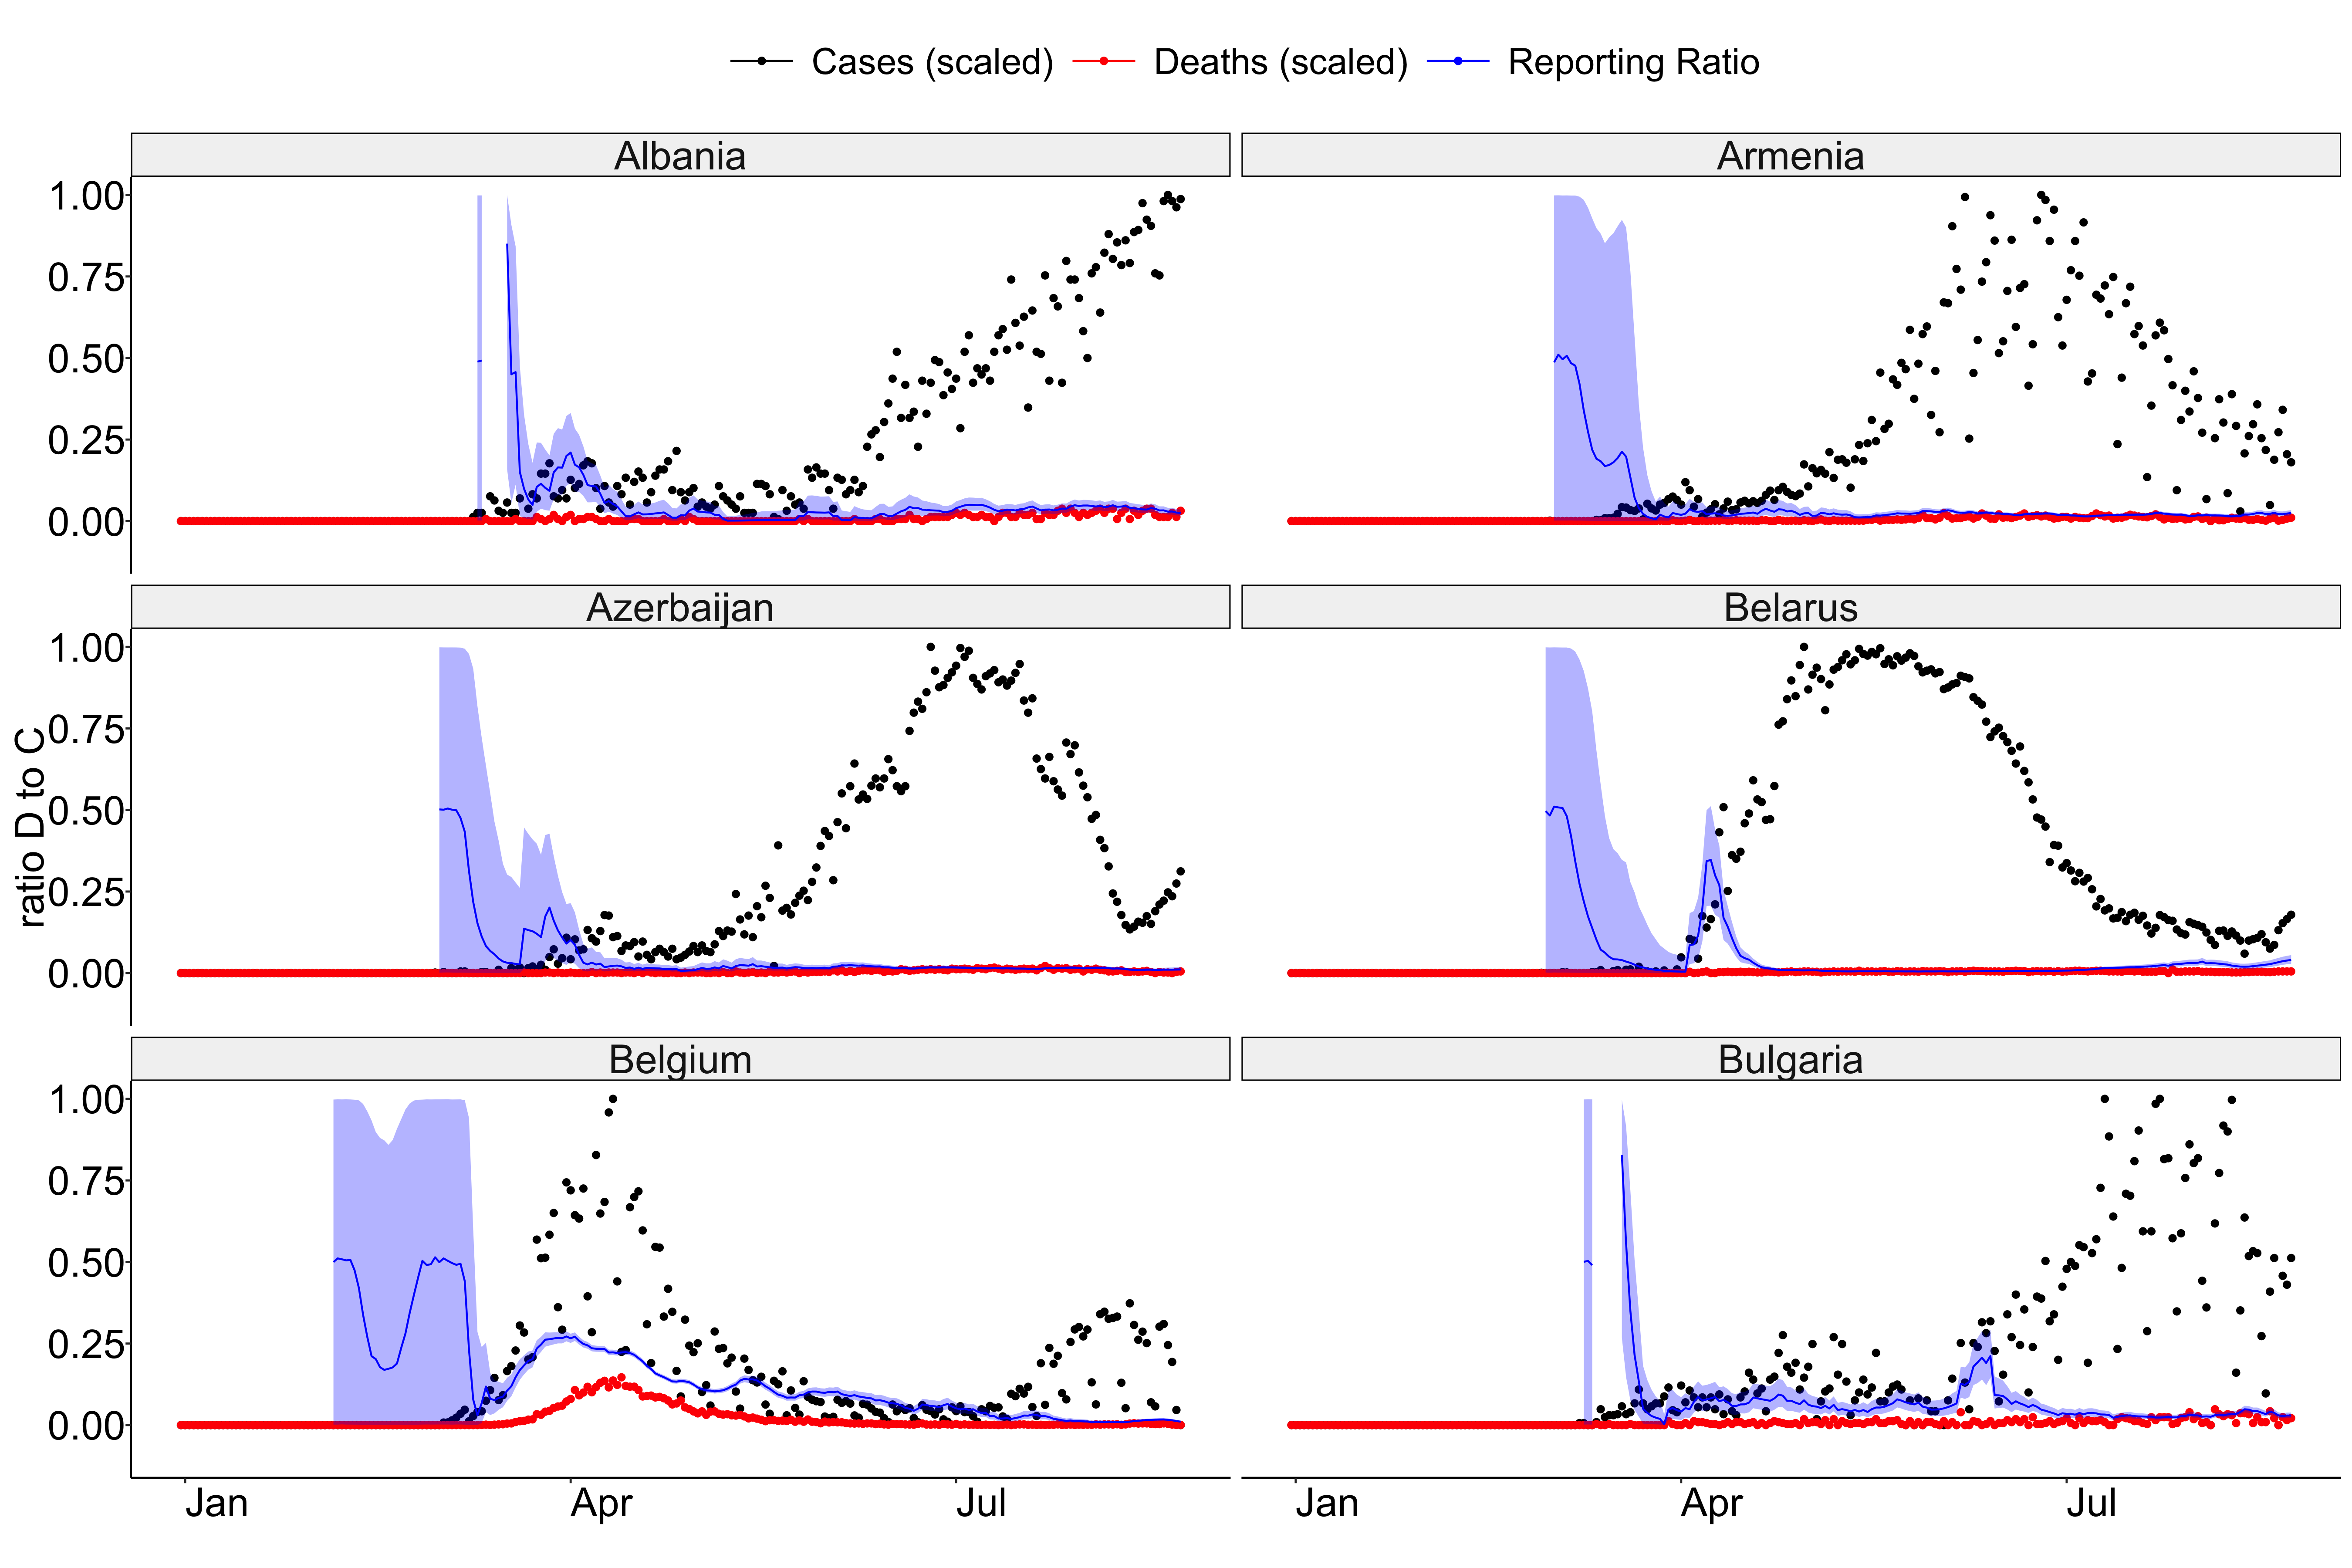 Cases (scaled) Deaths (scaled) Reporting Ratio
Albania Armenia
1.00
0.75
0.50
0.25
0.00
Azerbaijan Belarus
1.00
0.75
0.50
0.25
0.00
ratio D to C
Belgium Bulgaria
1.00
0.75
0.50
0.25
0.00
Jan Apr Jul Jan Apr Jul